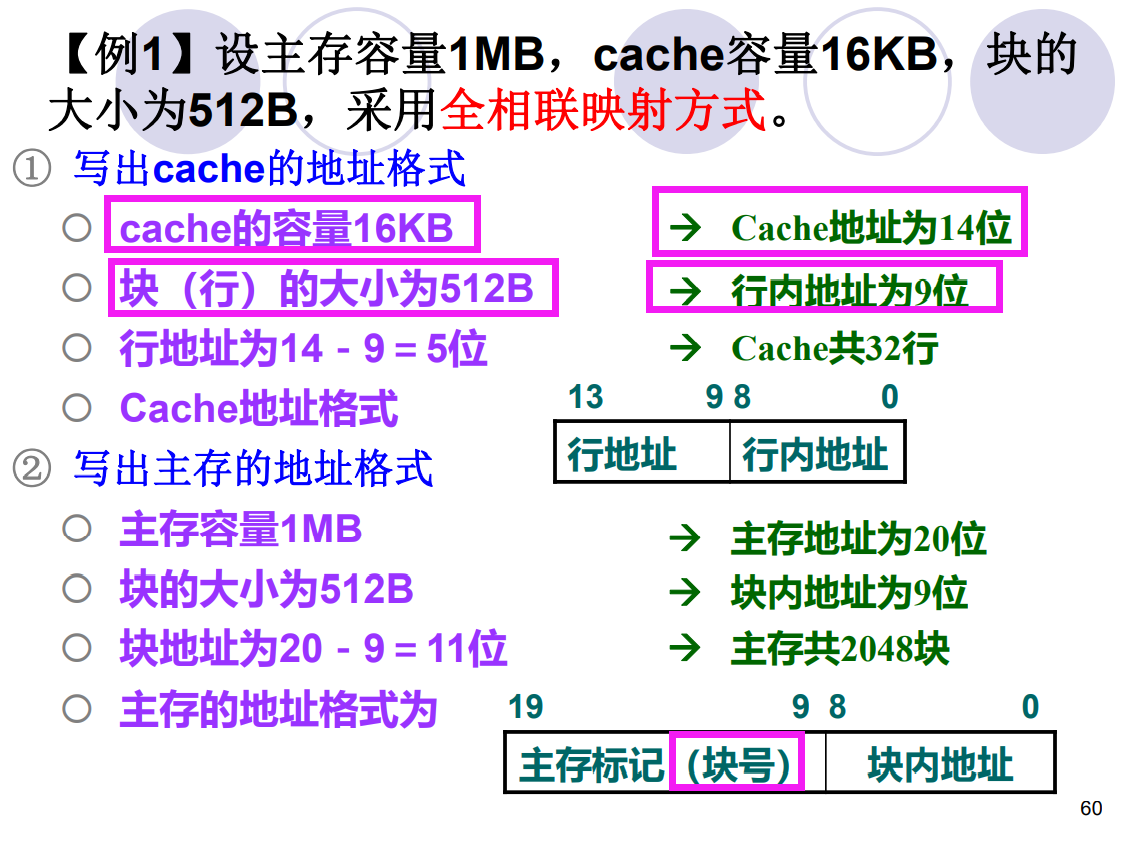 【例1】设主存容量1MB，cache容量16KB，块的
大小为512B，采用全相联映射方式。
① 写出cache的地址格式
cache的容量16KB → Cache地址为14位
块（行）的大小为512B → 行内地址为9位
行地址为14－9＝5位 → Cache共32行
Cache地址格式
13 9 8 0
行地址 行内地址
② 写出主存的地址格式
主存容量1MB → 主存地址为20位
块的大小为512B → 块内地址为9位
块地址为20－9＝11位 → 主存共2048块
主存的地址格式为
19 9 8 0
主存标记（块号） 块内地址
60